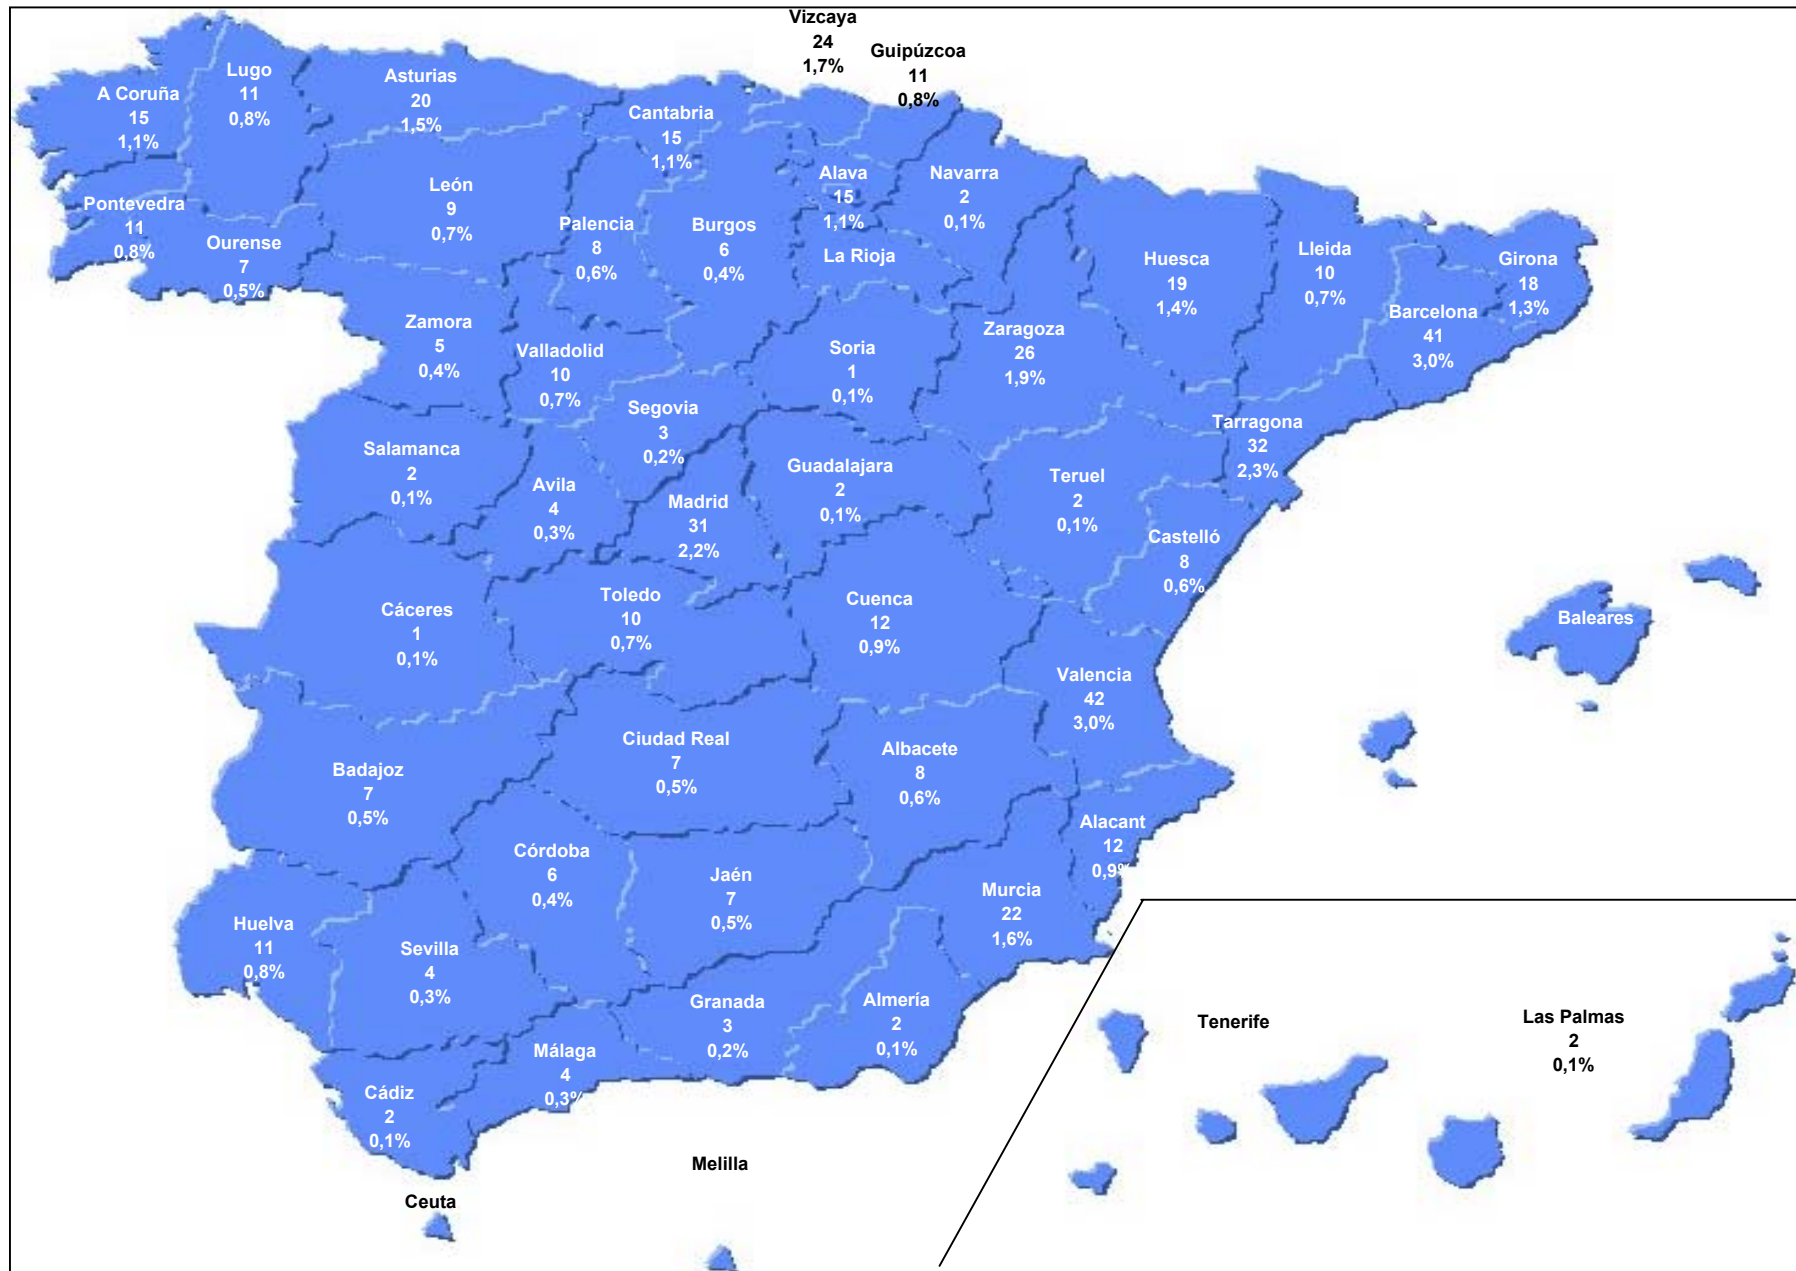 Vizcaya
24
1,7%
Guipúzcoa
11
0,8%
Lugo
11
0,8%
Asturias
20
1,5%
A Coruña
15
1,1%
Cantabria
15
1,1%
Alava
15
1,1%
Navarra
2
0,1%
León
9
0,7%
Pontevedra
11
0,8%
Ourense
7
0,5%
Palencia
8
0,6%
Burgos
6
0,4%
La Rioja
Huesca
19
1,4%
Lleida
10
0,7%
Girona
18
1,3%
Barcelona
41
3,0%
Zamora
5
0,4%
Valladolid
10
0,7%
Soria
1
0,1%
Zaragoza
26
1,9%
Segovia
3
0,2%
Tarragona
32
2,3%
Salamanca
2
0,1%
Avila
4
0,3%
Madrid
31
2,2%
Guadalajara
2
0,1%
Teruel
2
0,1%
Castelló
8
0,6%
Cáceres
1
0,1%
Toledo
10
0,7%
Cuenca
12
0,9%
Baleares
Valencia
42
3,0%
Badajoz
7
0,5%
Ciudad Real
7
0,5%
Albacete
8
0,6%
Alacant
12
0,9%
Córdoba
6
0,4%
Jaén
7
0,5%
Murcia
22
1,6%
Huelva
11
0,8%
Sevilla
4
0,3%
Granada
3
0,2%
Almería
2
0,1%
Málaga
4
0,3%
Cádiz
2
0,1%
Tenerife
Las Palmas
2
0,1%
Melilla
Ceuta